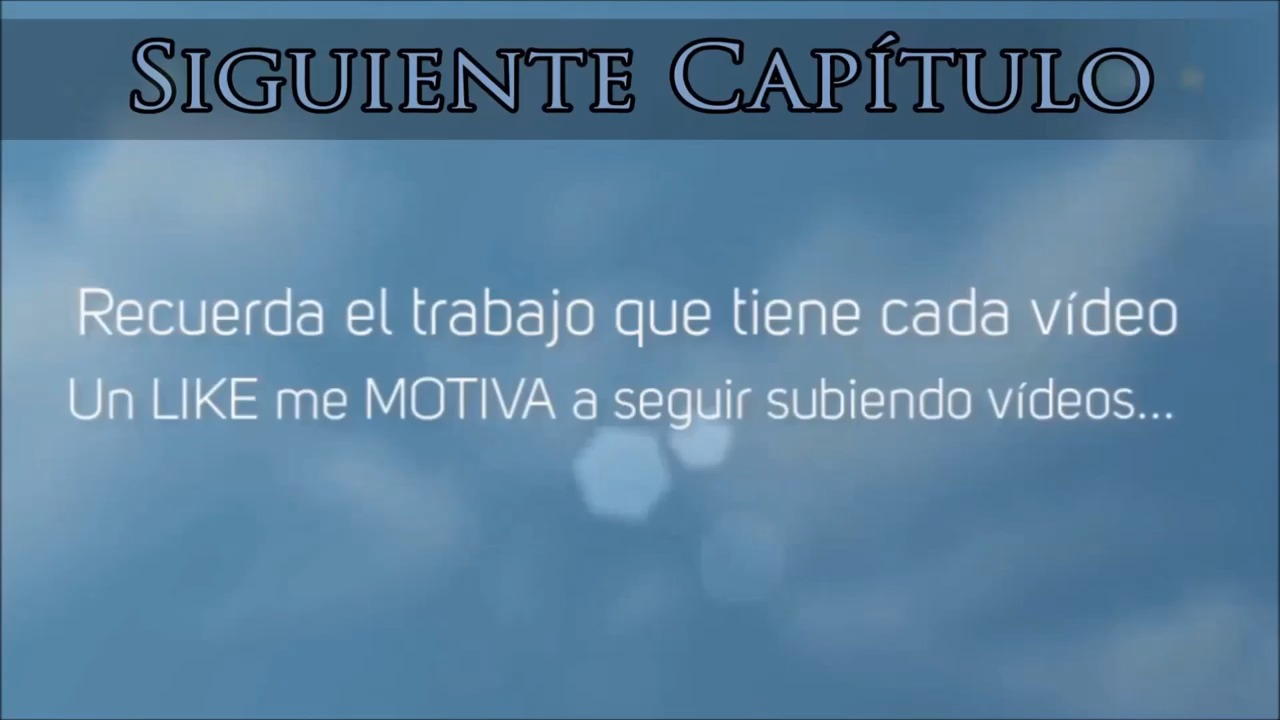 SIGUIENTE CAPÍTULO
Recuerda el trabajo que tiene cada vídeo
Un LIKE me MOTIVA a seguir subiendo vídeos...